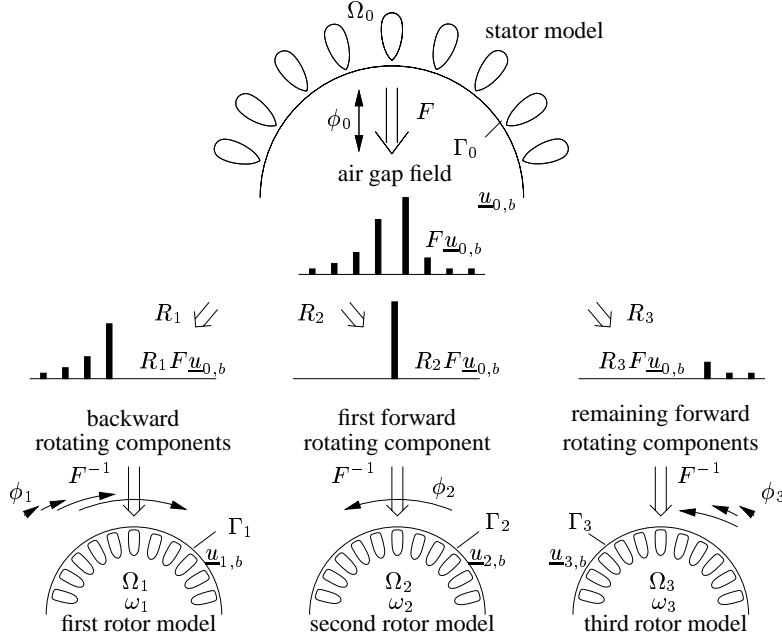 Ω₀
stator model
ϕ₀
F
Γ₀
air gap field
u₀,b
Fu₀,b
R₁
R₂
R₃
R₁Fu₀,b
R₂Fu₀,b
R₃Fu₀,b
backward
rotating components
first forward
rotating component
remaining forward
rotating components
ϕ₁
F⁻¹
F⁻¹
ϕ₂
F⁻¹
ϕ₃
Γ₁
u₁,b
Γ₂
u₂,b
Γ₃
u₃,b
Ω₁
ω₁
first rotor model
Ω₂
ω₂
second rotor model
Ω₃
ω₃
third rotor model